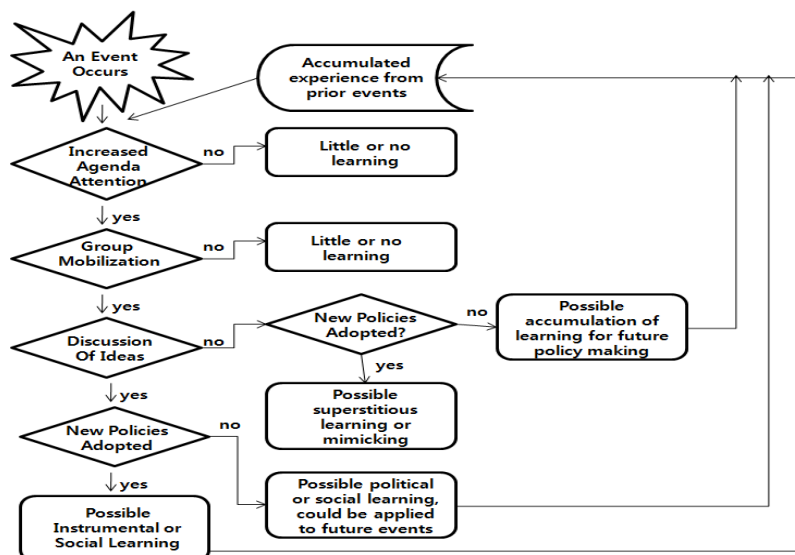 An Event
Occurs
Accumulated
experience from
prior events
Increased
Agenda
Attention
no
Little or no
learning
yes
Group
Mobilization
no
Little or no
learning
yes
Discussion
Of Ideas
no
New Policies
Adopted?
no
Possible
accumulation of
learning for future
policy making
yes
Possible
superstitious
learning or
mimicking
yes
New Policies
Adopted
no
Possible political
or social learning,
could be applied
to future events
yes
Possible
Instrumental or
Social Learning